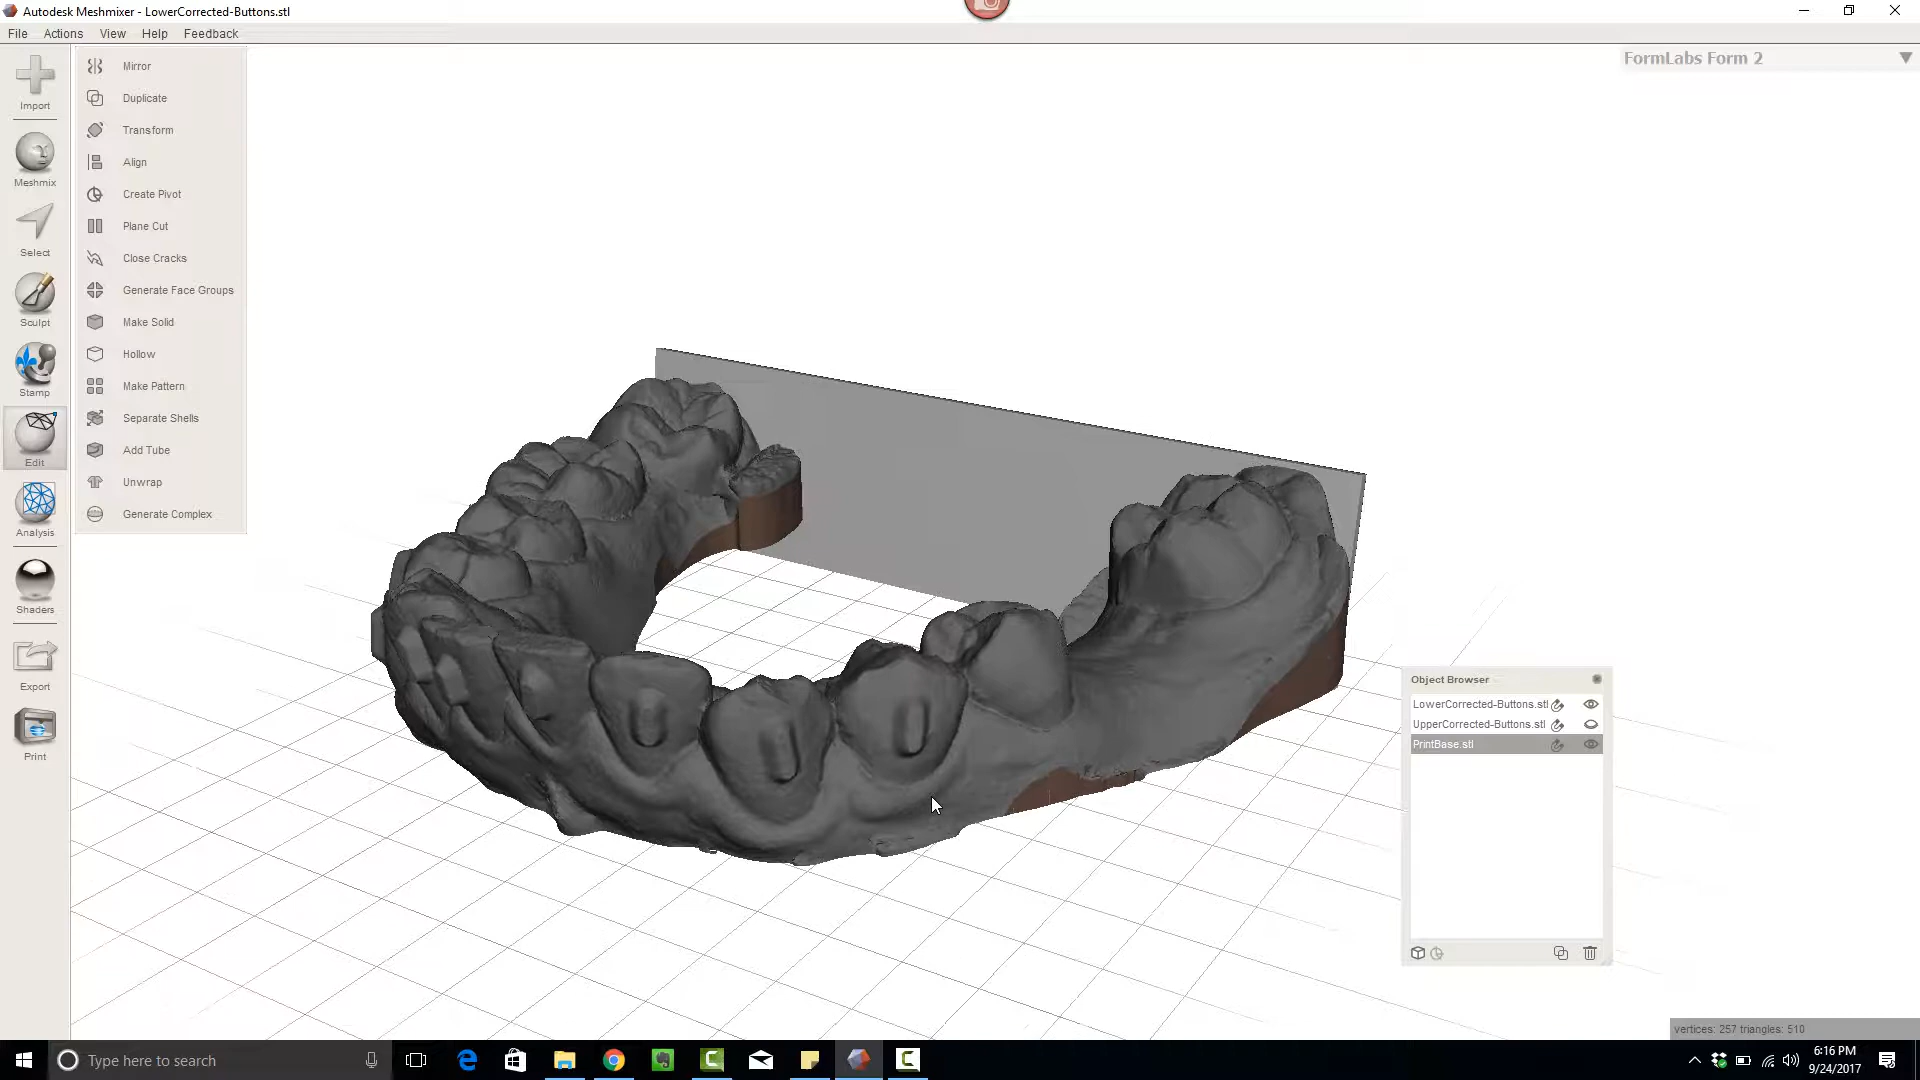 Autodesk Meshmixer - LowerCorrected-Buttons.stl
File Actions View Help Feedback
FormLabs Form 2
Import
Meshmix
Select
Sculpt
Stamp
Edit
Analysis
Shaders
Export
Print
Mirror
Duplicate
Transform
Align
Create Pivot
Plane Cut
Close Cracks
Generate Face Groups
Make Solid
Hollow
Make Pattern
Separate Shells
Add Tube
Unwrap
Generate Complex
Object Browser
LowerCorrected-Buttons.stl
UpperCorrected-Buttons.stl
PrintBase.stl
vertices: 257 triangles: 510
Type here to search
6:16 PM
9/24/2017